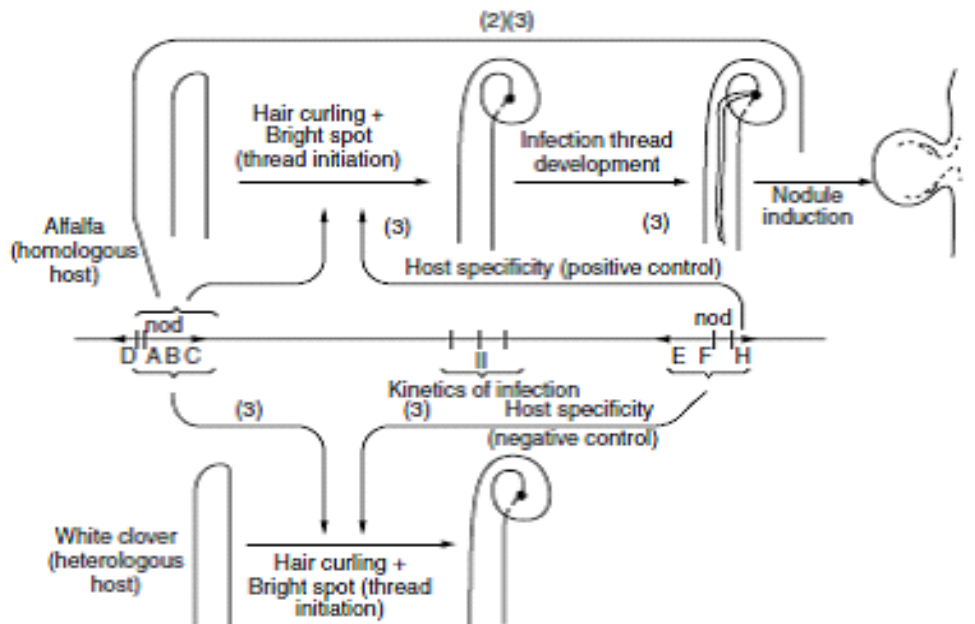 (2)(3)
Hair curling +
Bright spot
(thread initiation)
Infection thread
development
Nodule
induction
Alfalfa
(homologous
host)
(3)
(3)
Host specificity (positive control)
nod
nod
D A B C
II
E F H
Kinetics of infection
(3)
(3)
Host specificity
(negative control)
White clover
(heterologous
host)
Hair curling +
Bright spot (thread
initiation)